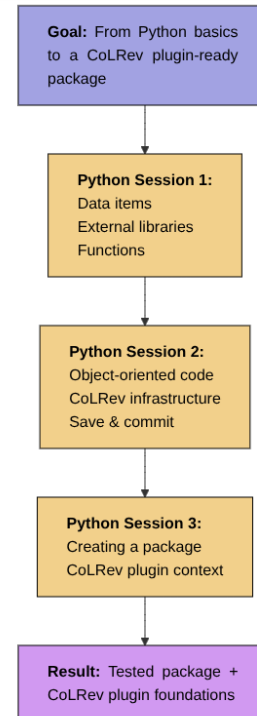 Goal: From Python basics
to a CoLRev plugin-ready
package
Python Session 1:
Data items
External libraries
Functions
Python Session 2:
Object-oriented code
CoLRev infrastructure
Save & commit
Python Session 3:
Creating a package
CoLRev plugin context
Result: Tested package +
CoLRev plugin foundations